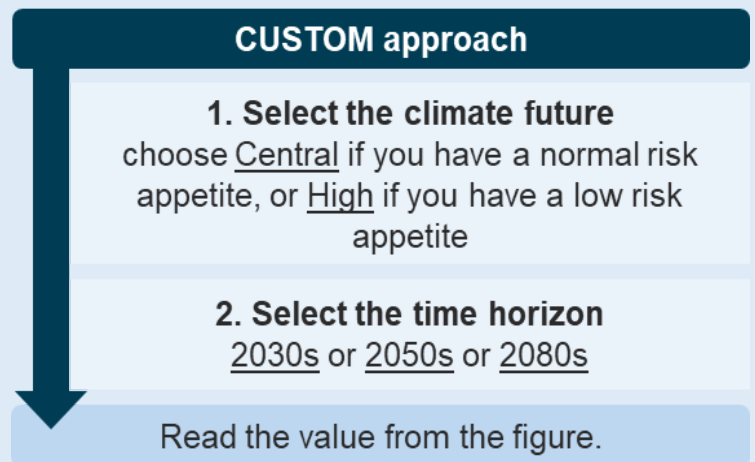 CUSTOM approach
1. Select the climate future
choose Central if you have a normal risk
appetite, or High if you have a low risk
appetite
2. Select the time horizon
2030s or 2050s or 2080s
Read the value from the figure.